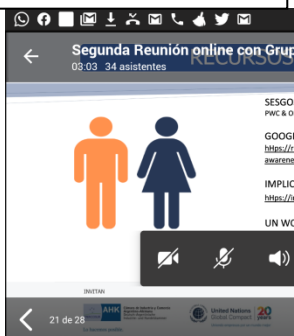 Segunda Reunión online con Grup
03:03 34 asistentes
RECURSOS
SESGO
PWC & O
GOOG
hHps://r
awarene
IMPLIC
hHps://i
UN WO
INVITAN
21 de 28
AHK
United Nations
Global Compact
20